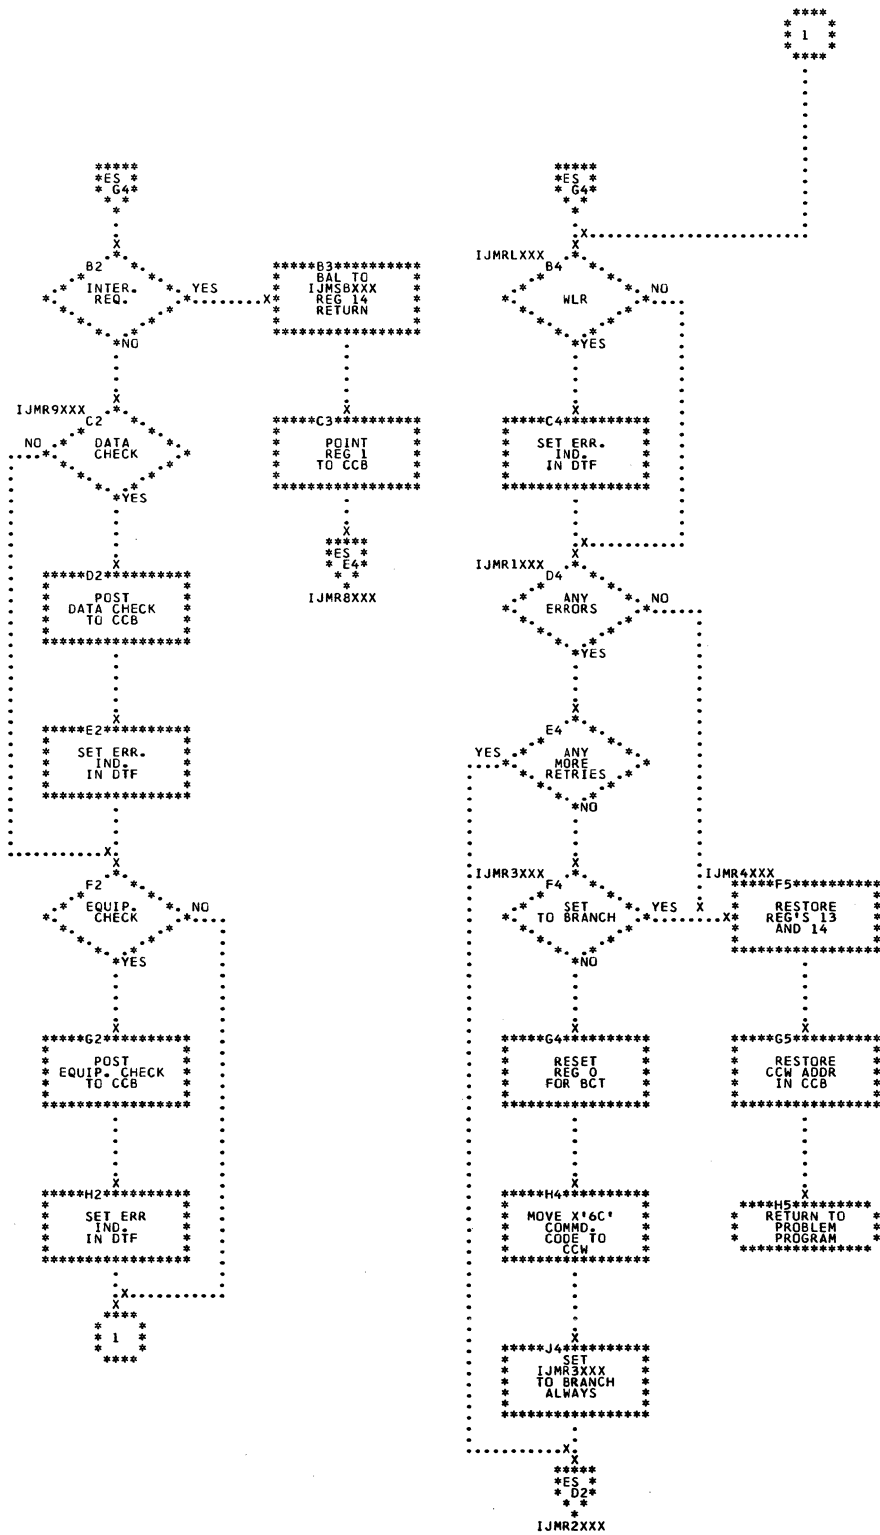 1
ES
G4
B2
INTER.
REQ.
YES
NO
B3
BAL TO
IJMSBXXX
REG 14
RETURN
IJMR9XXX
C2
DATA
CHECK
NO
YES
C3
POINT
REG 1
TO CCB
ES
E4
IJMR8XXX
D2
POST
DATA CHECK
TO CCB
E2
SET ERR.
IND.
IN DTF
F2
EQUIP.
CHECK
NO
YES
G2
POST
EQUIP. CHECK
TO CCB
H2
SET ERR
IND.
IN DTF
1
ES
G4
IJMRLXXX
B4
WLR
NO
YES
C4
SET ERR.
IND.
IN DTF
IJMR1XXX
D4
ANY
ERRORS
NO
YES
E4
ANY
MORE
RETRIES
YES
NO
IJMR3XXX
F4
SET
TO BRANCH
YES
NO
IJMR4XXX
F5
RESTORE
REG'S 13
AND 14
G4
RESET
REG 0
FOR BCT
G5
RESTORE
CCW ADDR
IN CCB
H4
MOVE X'6C'
COMMD.
CODE TO
CCW
H5
RETURN TO
PROBLEM
PROGRAM
J4
SET
IJMR3XXX
TO BRANCH
ALWAYS
ES
D2
IJMR2XXX